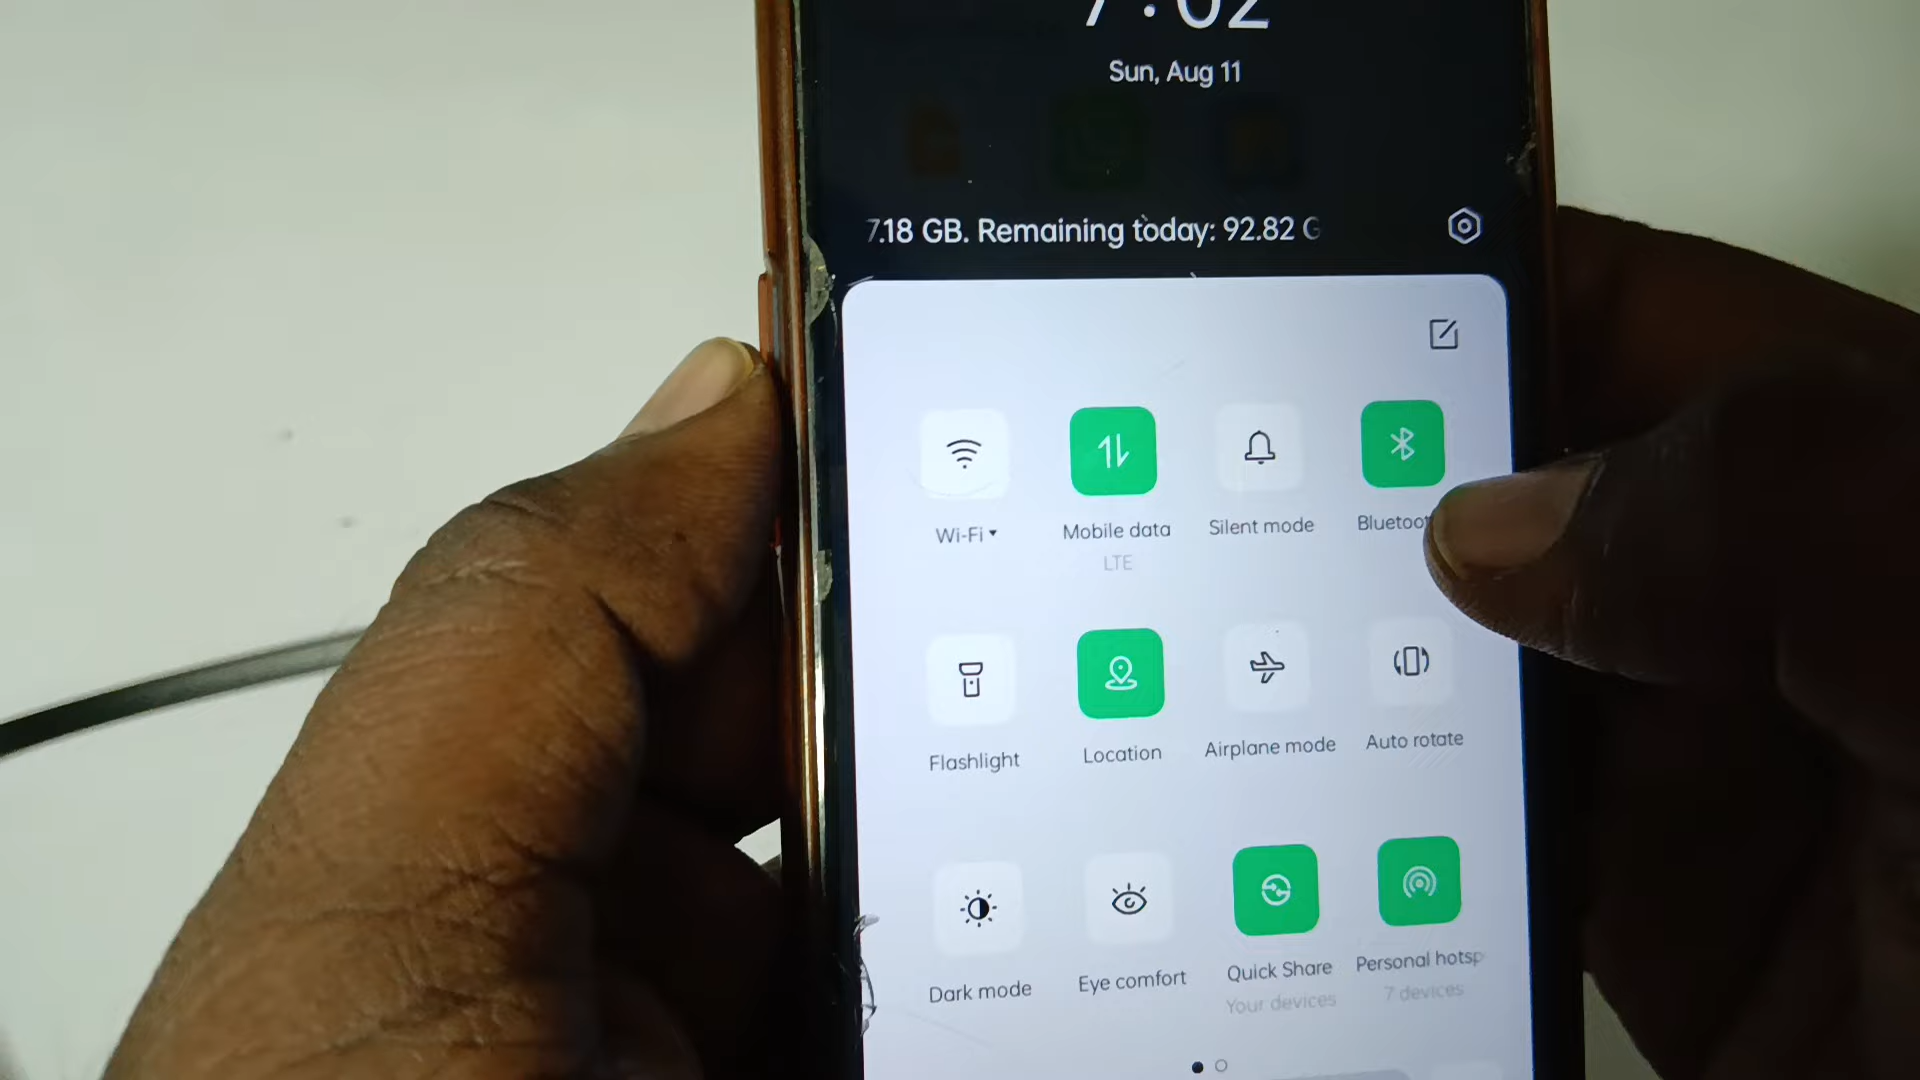 7:02
Sun, Aug 11
7.18 GB. Remaining today: 92.82 G
Wi-Fi
Mobile data
Silent mode
Bluetoot
LTE
Flashlight
Location
Airplane mode
Auto rotate
Dark mode
Eye comfort
Quick Share
Personal hotsp
Your devices
7 devices